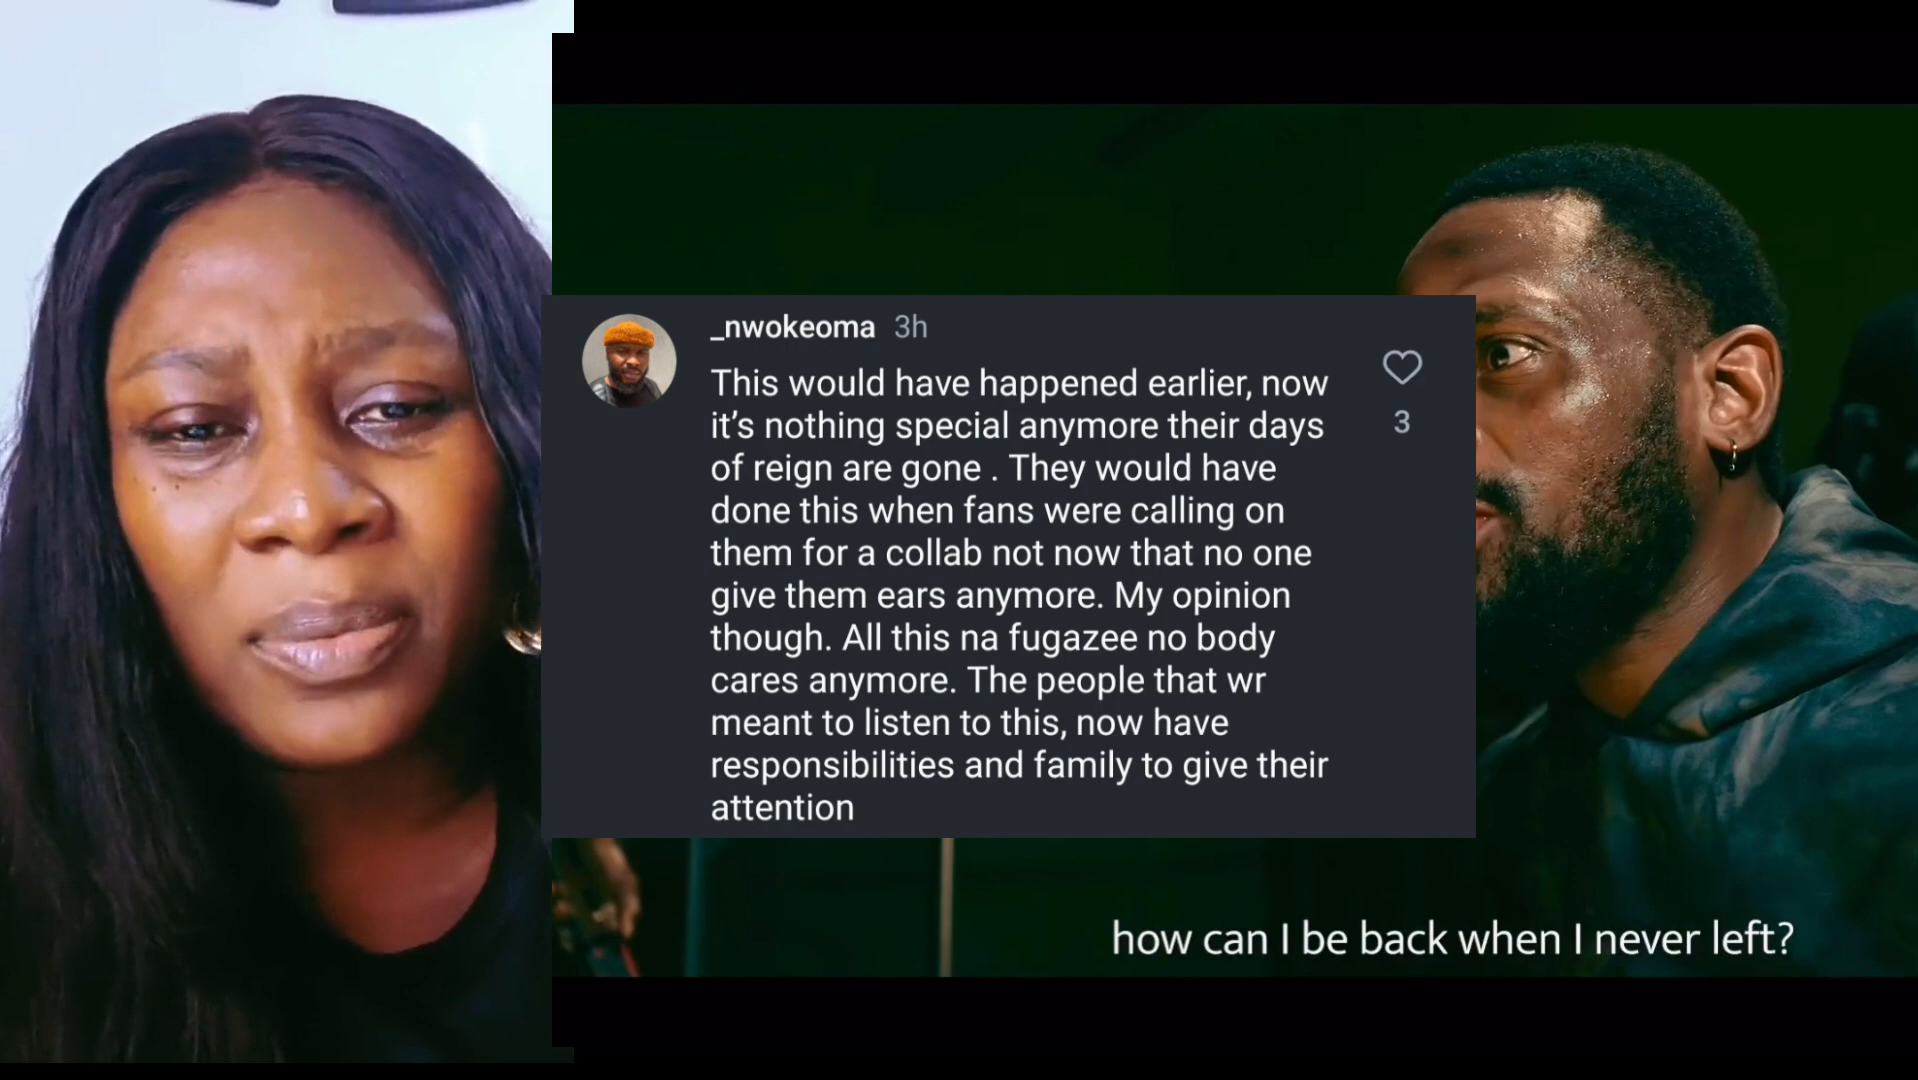 _nwokeoma 3h
This would have happened earlier, now
it’s nothing special anymore their days
of reign are gone . They would have
done this when fans were calling on
them for a collab not now that no one
give them ears anymore. My opinion
though. All this na fugazee no body
cares anymore. The people that wr
meant to listen to this, now have
responsibilities and family to give their
attention
3
how can I be back when I never left?